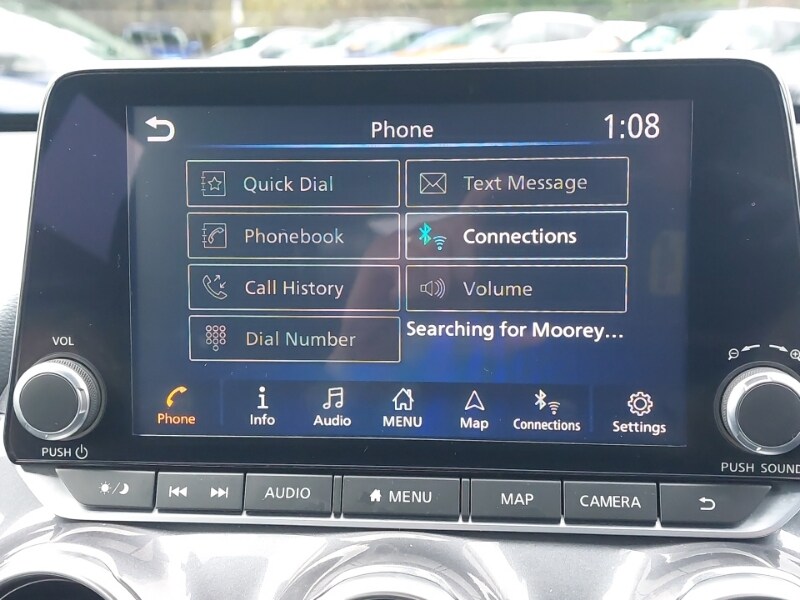 Phone 1:08
Quick Dial Text Message
Phonebook Connections
Call History Volume
Dial Number Searching for Moorey...
VOL
Phone Info Audio MENU Map Connections Settings
PUSH PUSH SOUND
AUDIO MENU MAP CAMERA